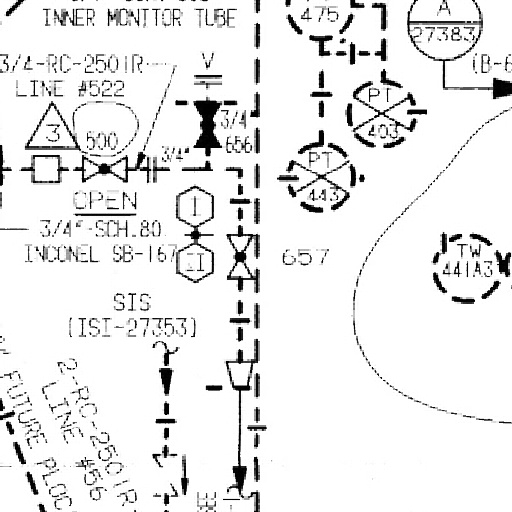 INNER MONITOR TUBE
475
A
27383
3/4-RC-2501R
LINE #522
V
(B-6
3
500
3/4"
3/4
656
PT
403
PT
443
OPEN
I
3/4"-SCH.80
INCONEL SB-167
II
657
TW
441A3
SIS
(ISI-27353)
2-RC-2501R
LINE #56
FUTURE PLOC